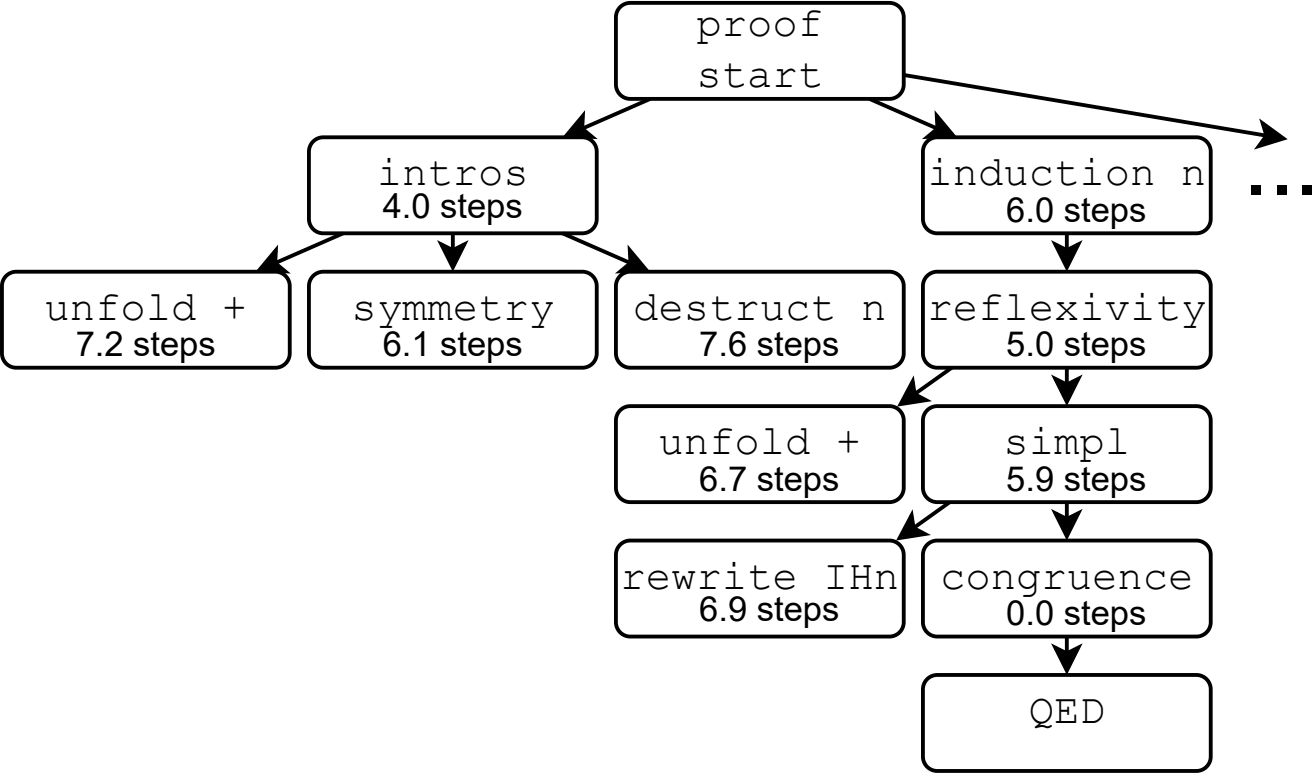 proof
start
intros
4.0 steps
induction n
6.0 steps
...
unfold +
7.2 steps
symmetry
6.1 steps
destruct n
7.6 steps
reflexivity
5.0 steps
unfold +
6.7 steps
simpl
5.9 steps
rewrite IHn
6.9 steps
congruence
0.0 steps
QED